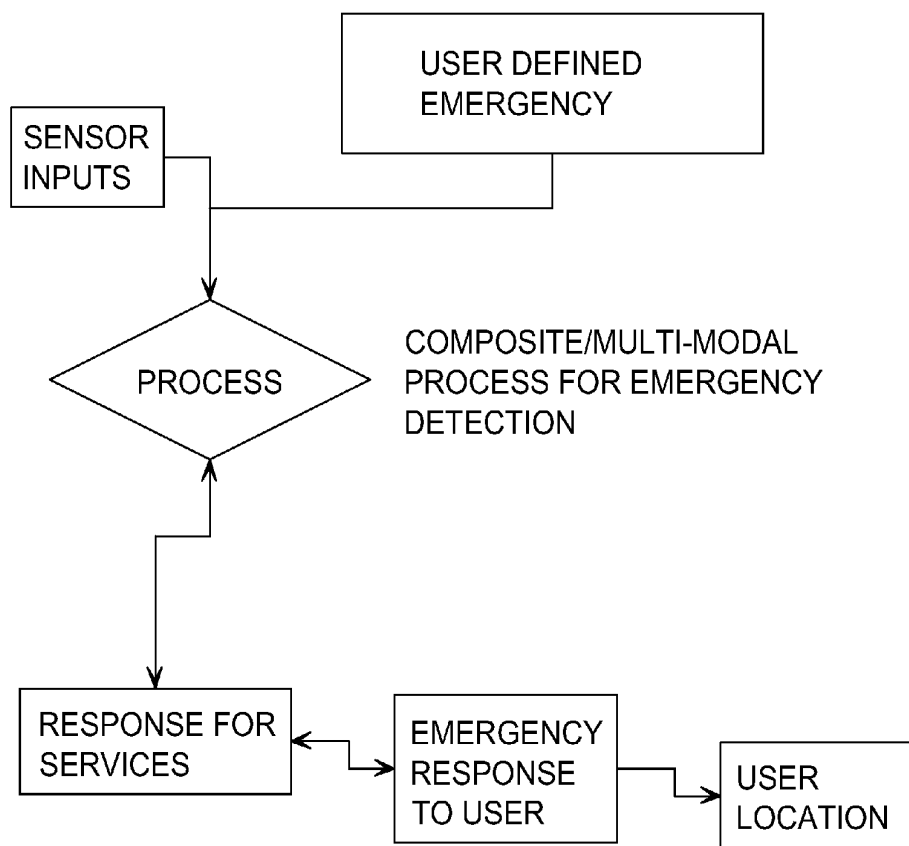 USER DEFINED
EMERGENCY
SENSOR
INPUTS
PROCESS
COMPOSITE/MULTI-MODAL
PROCESS FOR EMERGENCY
DETECTION
RESPONSE FOR
SERVICES
EMERGENCY
RESPONSE
TO USER
USER
LOCATION